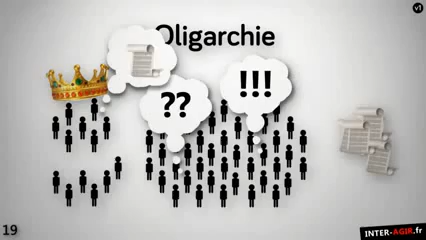 v1
Oligarchie
??
!!!
19
INTER-AGIR.fr